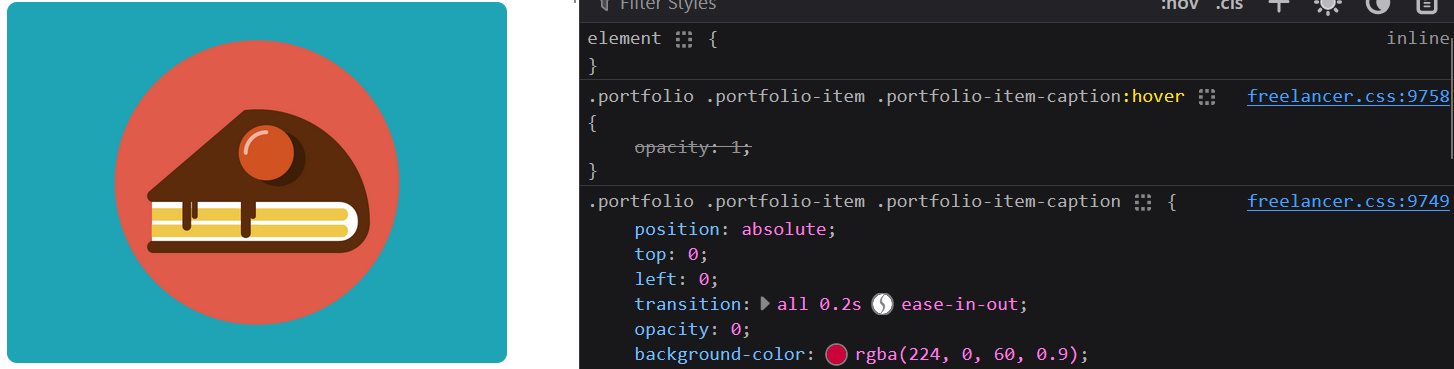 Filter Styles :hov .cls
element { inline
}
.portfolio .portfolio-item .portfolio-item-caption:hover freelancer.css:9758
{
opacity: 1;
}
.portfolio .portfolio-item .portfolio-item-caption { freelancer.css:9749
position: absolute;
top: 0;
left: 0;
transition: all 0.2s ease-in-out;
opacity: 0;
background-color: rgba(224, 0, 60, 0.9);